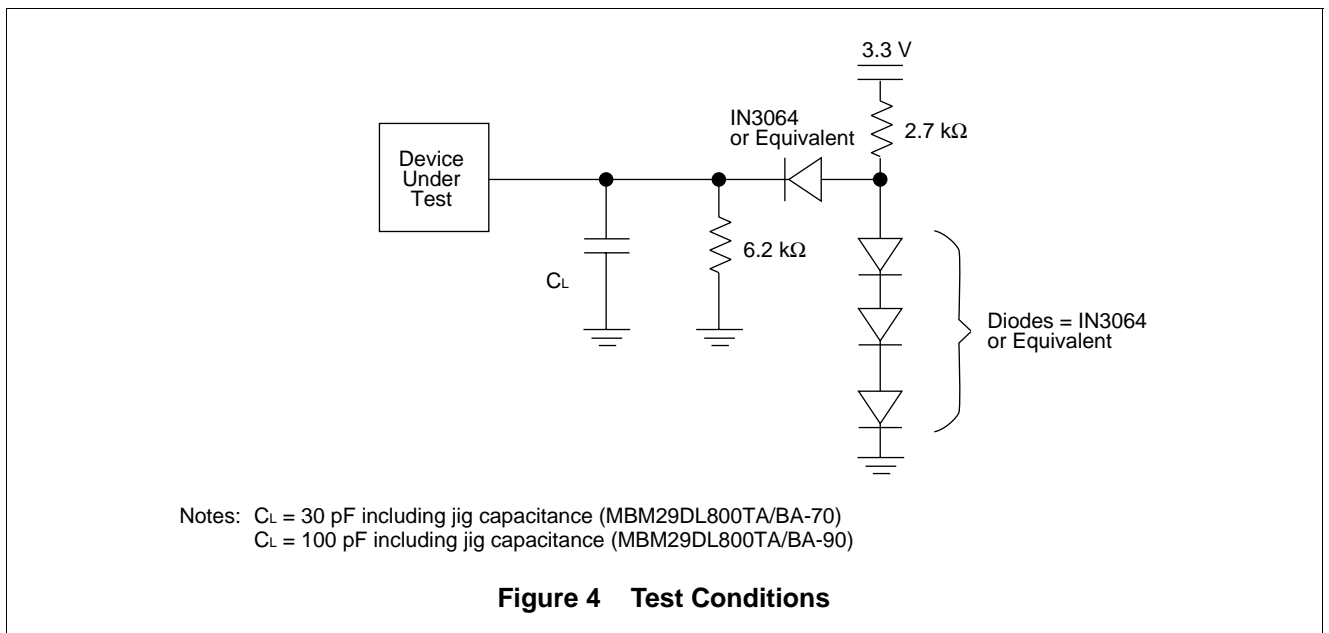 3.3 V
IN3064
or Equivalent
2.7 kΩ
Device
Under
Test
6.2 kΩ
CL
Diodes = IN3064
or Equivalent
Notes: CL = 30 pF including jig capacitance (MBM29DL800TA/BA-70)
CL = 100 pF including jig capacitance (MBM29DL800TA/BA-90)
Figure 4 Test Conditions